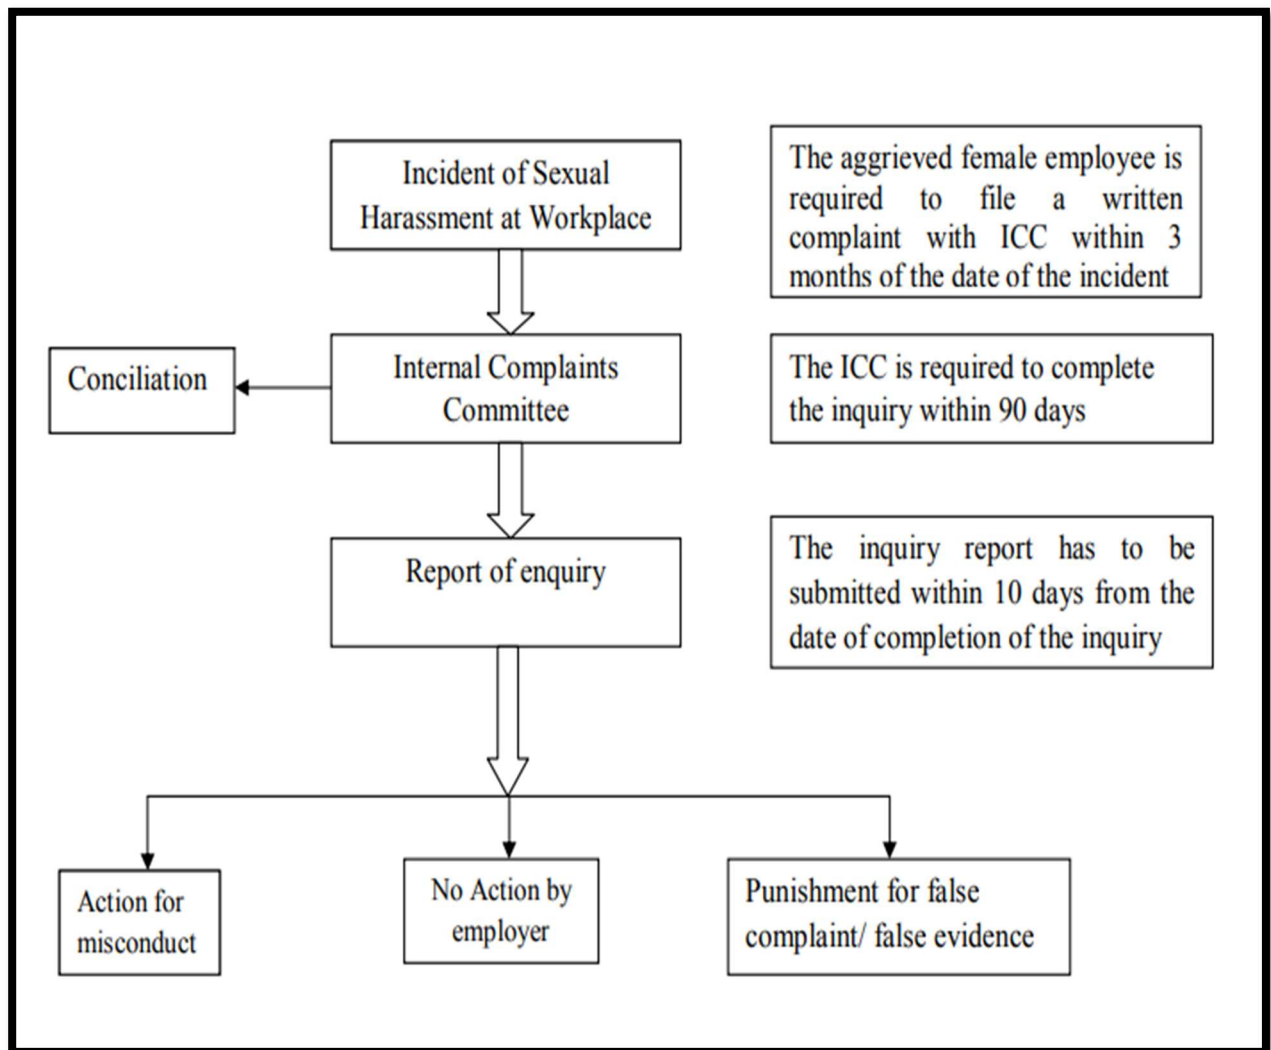 Incident of Sexual
Harassment at Workplace
The aggrieved female employee is
required to file a written
complaint with ICC within 3
months of the date of the incident
Conciliation
Internal Complaints
Committee
The ICC is required to complete
the inquiry within 90 days
Report of enquiry
The inquiry report has to be
submitted within 10 days from the
date of completion of the inquiry
Action for
misconduct
No Action by
employer
Punishment for false
complaint/ false evidence